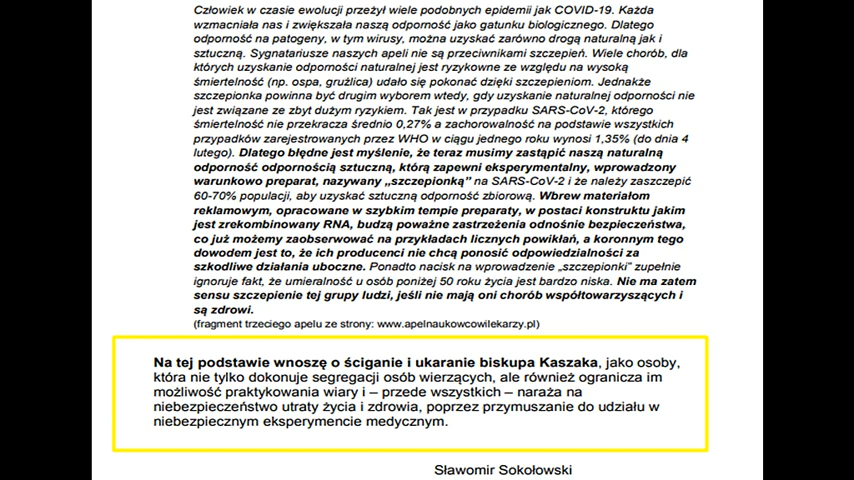 Człowiek w czasie ewolucji przeżył wiele podobnych epidemii jak COVID-19. Każda
wzmacniała nas i zwiększała naszą odporność jako gatunku biologicznego. Dlatego
odporność na patogeny, w tym wirusy, można uzyskać zarówno drogą naturalną jak i
sztuczną. Sygnatariusze naszych apeli nie są przeciwnikami szczepień. Wiele chorób, dla
których uzyskanie odporności naturalnej jest ryzykowne ze względu na wysoką
śmiertelność (np. ospa, gruźlica) udało się pokonać dzięki szczepieniom. Jednakże
szczepionka powinna być drugim wyborem wtedy, gdy uzyskanie naturalnej odporności nie
jest związane ze zbyt dużym ryzykiem. Tak jest w przypadku SARS-CoV-2, którego
śmiertelność nie przekracza średnio 0,27% a zachorowalność na podstawie wszystkich
przypadków zarejestrowanych przez WHO w ciągu jednego roku wynosi 1,35% (do dnia 4
lutego). Dlatego błędne jest myślenie, że teraz musimy zastąpić naszą naturalną
odporność odpornością sztuczną, którą zapewni eksperymentalny, wprowadzony
warunkowo preparat, nazywany „szczepionką” na SARS-CoV-2 i że należy zaszczepić
60-70% populacji, aby uzyskać sztuczną odporność zbiorową. Wbrew materiałom
reklamowym, opracowane w szybkim tempie preparaty, w postaci konstruktu jakim
jest zrekombinowany RNA, budzą poważne zastrzeżenia odnośnie bezpieczeństwa,
co już możemy zaobserwować na przykładach licznych powikłań, a koronnym tego
dowodem jest to, że ich producenci nie chcą ponosić odpowiedzialności za
szkodliwe działania uboczne. Ponadto nacisk na wprowadzenie „szczepionki” zupełnie
ignoruje fakt, że umieralność u osób poniżej 50 roku życia jest bardzo niska. Nie ma zatem
sensu szczepienie tej grupy ludzi, jeśli nie mają oni chorób współtowarzyszących i
są zdrowi.
(fragment trzeciego apelu ze strony: www.apelnaukowcowilekarzy.pl)
Na tej podstawie wnoszę o ściganie i ukaranie biskupa Kaszaka, jako osoby,
która nie tylko dokonuje segregacji osób wierzących, ale również ogranicza im
możliwość praktykowania wiary i – przede wszystkich – naraża na
niebezpieczeństwo utraty życia i zdrowia, poprzez przymuszanie do udziału w
niebezpiecznym eksperymencie medycznym.
Sławomir Sokołowski